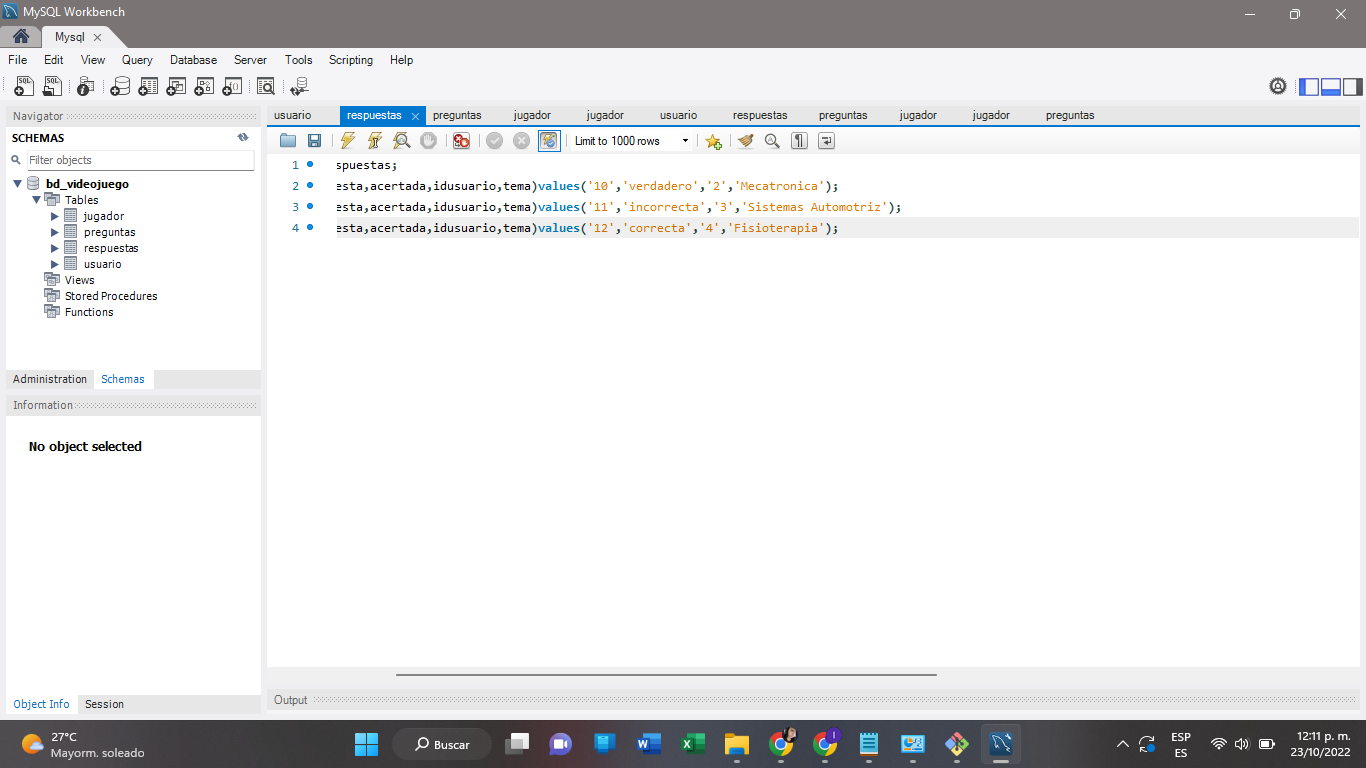 MySQL Workbench
Mysql
File Edit View Query Database Server Tools Scripting Help
Navigator
SCHEMAS
Filter objects
bd_videojuego
Tables
jugador
preguntas
respuestas
usuario
Views
Stored Procedures
Functions
Administration Schemas
Information
No object selected
Object Info Session
usuario respuestas preguntas jugador jugador usuario respuestas preguntas jugador jugador preguntas
Limit to 1000 rows
1 spuestas;
2 esta,acertada,idusuario,tema)values('10','verdadero','2','Mecatronica');
3 esta,acertada,idusuario,tema)values('11','incorrecta','3','Sistemas Automotriz');
4 esta,acertada,idusuario,tema)values('12','correcta','4','Fisioterapia');
Output
27°C
Mayorm. soleado
Buscar
ESP
ES
12:11 p. m.
23/10/2022